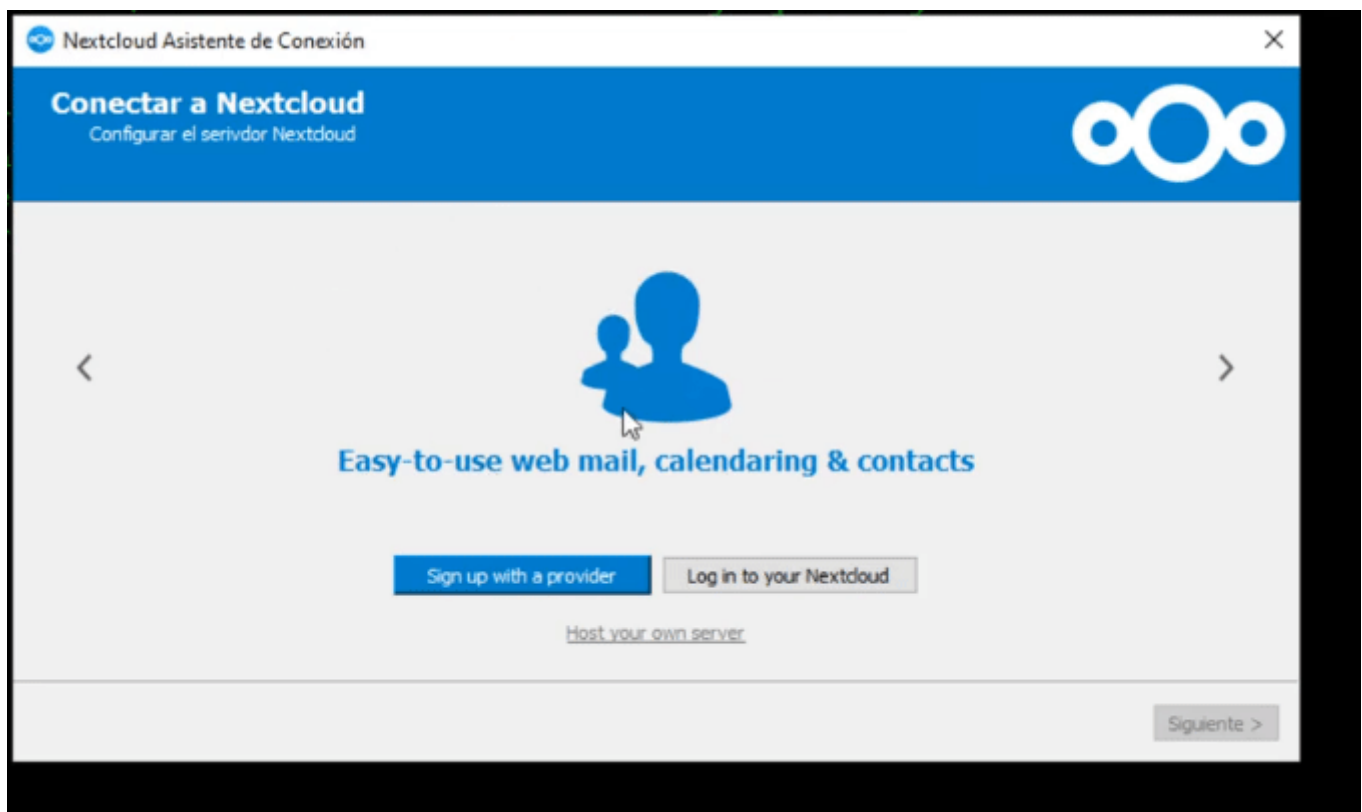 Nextcloud Asistente de Conexión
Conectar a Nextcloud
Configurar el serivdor Nextcloud
Easy-to-use web mail, calendaring & contacts
Sign up with a provider
Log in to your Nextcloud
Host your own server
Siguiente >